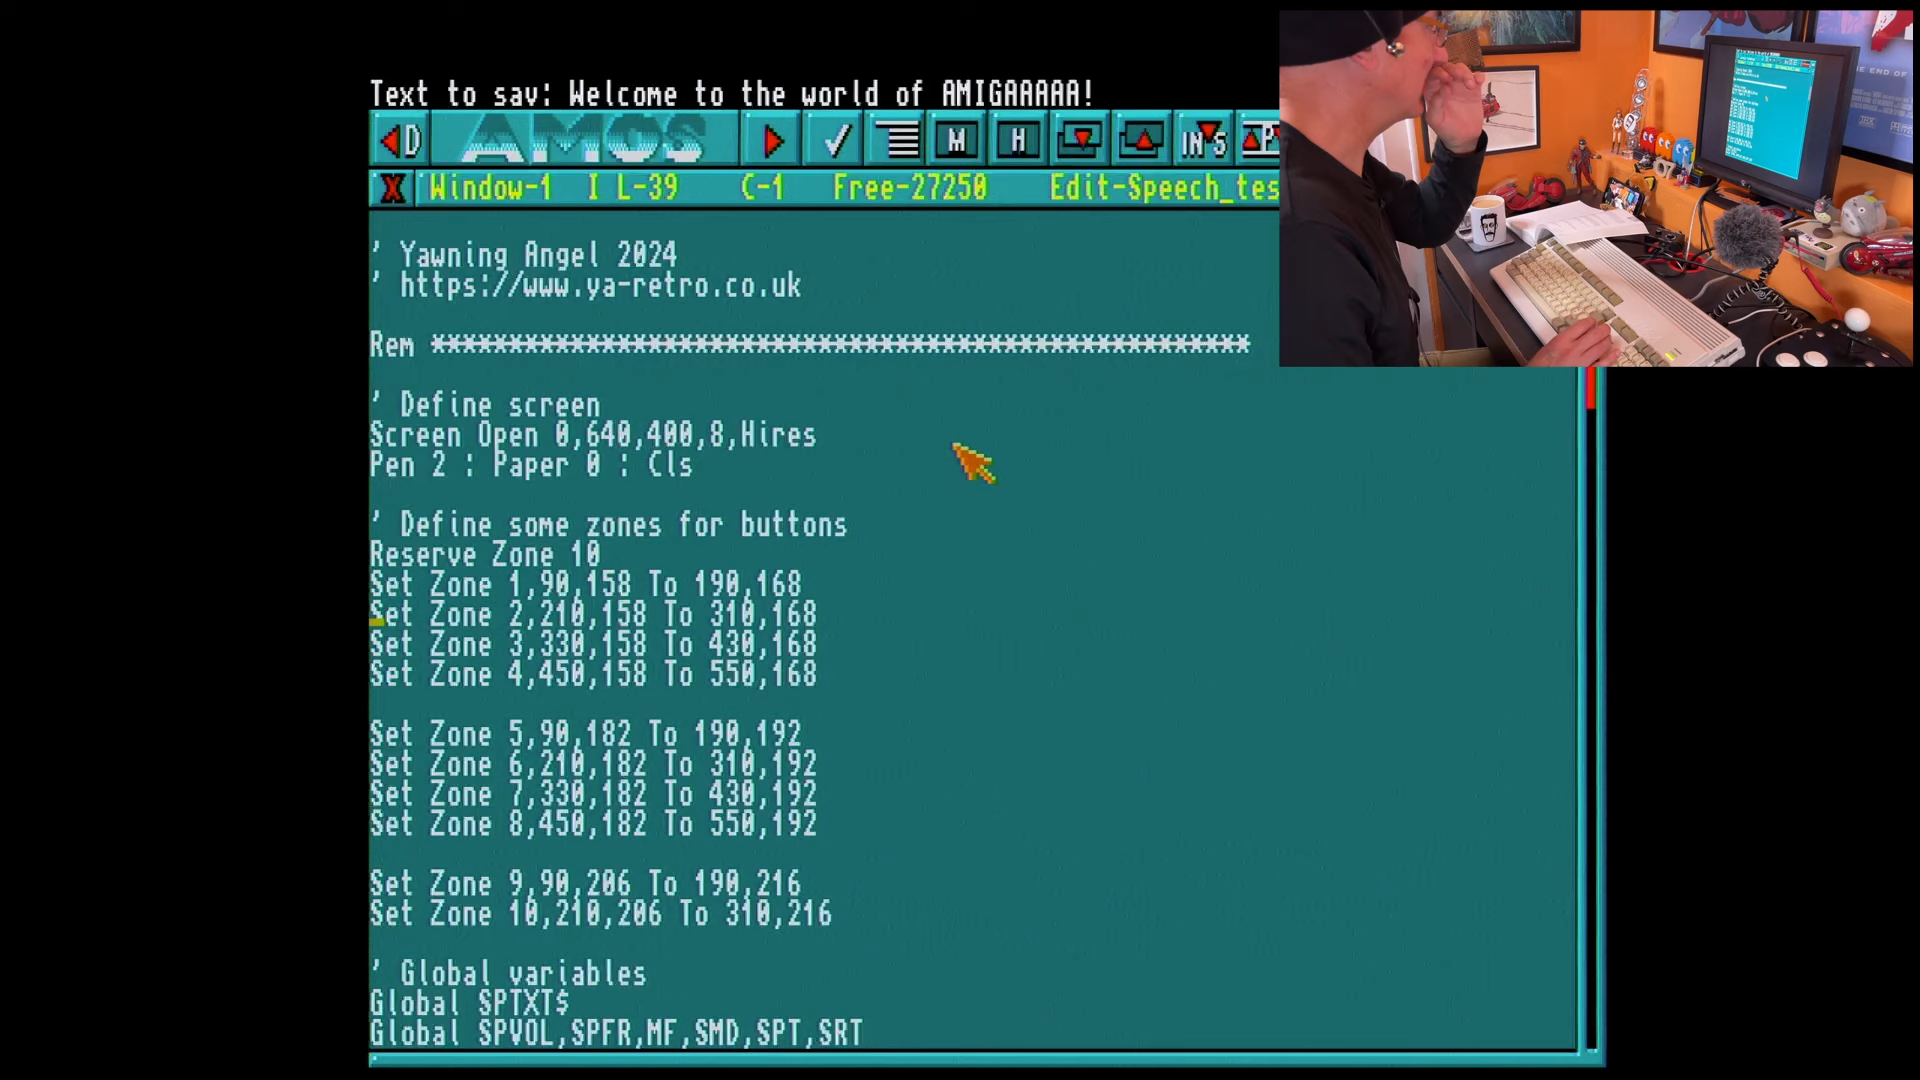 Text to say: Welcome to the world of AMIGAAAAA!
D AMOS M H INS P
X Window-1 I L-39 C-1 Free-27250 Edit-Speech_tes
' Yawning Angel 2024
' https://www.ya-retro.co.uk
Rem *****************************************************
' Define screen
Screen Open 0,640,400,8,Hires
Pen 2 : Paper 0 : Cls
' Define some zones for buttons
Reserve Zone 10
Set Zone 1,90,158 To 190,168
Set Zone 2,210,158 To 310,168
Set Zone 3,330,158 To 430,168
Set Zone 4,450,158 To 550,168
Set Zone 5,90,182 To 190,192
Set Zone 6,210,182 To 310,192
Set Zone 7,330,182 To 430,192
Set Zone 8,450,182 To 550,192
Set Zone 9,90,206 To 190,216
Set Zone 10,210,206 To 310,216
' Global variables
Global SPTXT$
Global SPVOL,SPFR,MF,SMD,SPT,SRT
THE END OF